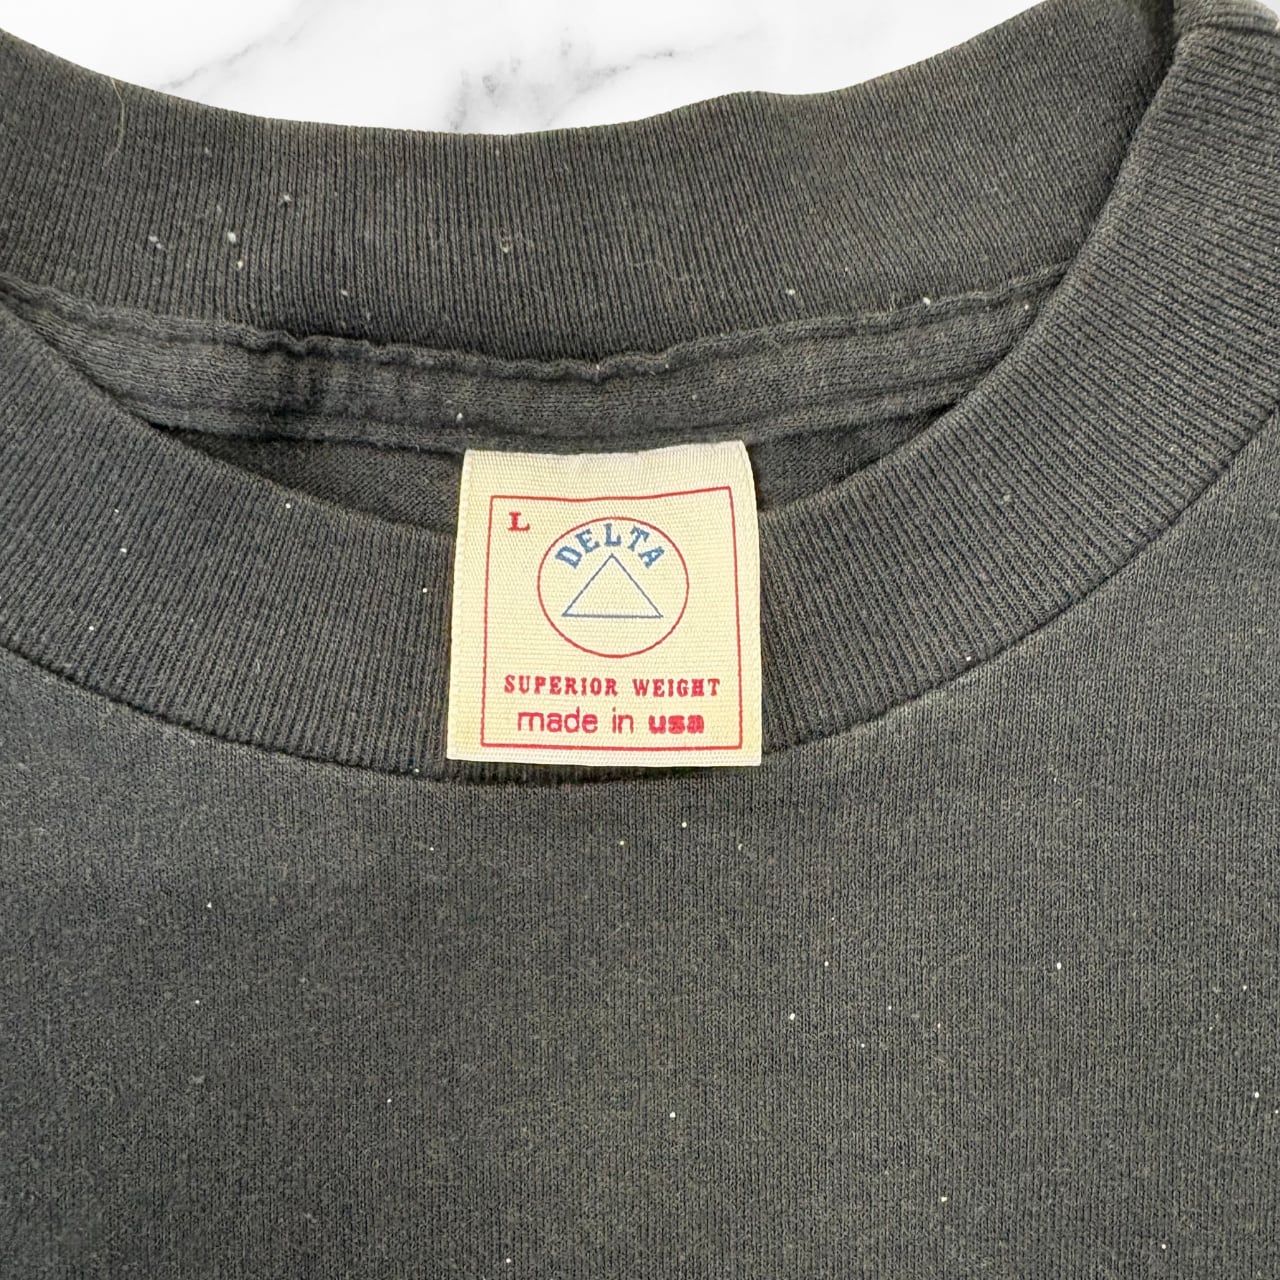 L
DELTA
SUPERIOR WEIGHT
made in usa